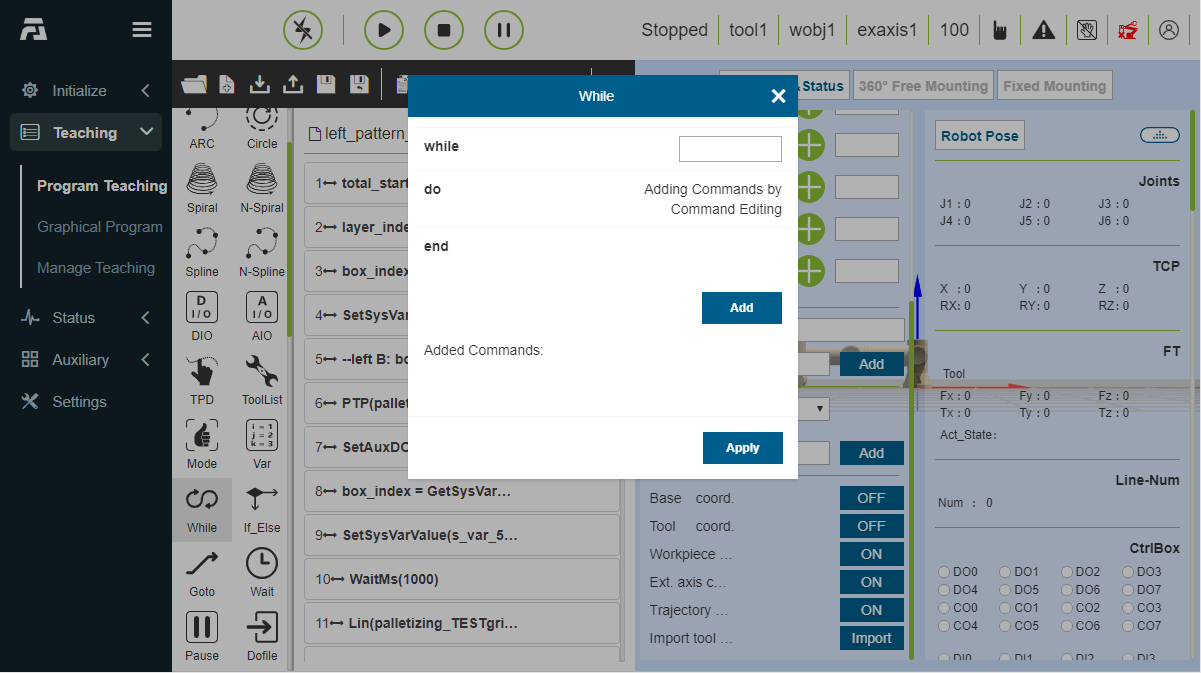 Stopped tool1 wobj1 exaxis1 100
Initialize
Teaching
Program Teaching
Graphical Program
Manage Teaching
Status
Auxiliary
Settings
ARC Circle
Spiral N-Spiral
Spline N-Spline
D I/O A I/O
DIO AIO
TPD ToolList
i = 1
j = 2
k = 3
Mode Var
While If_Else
Goto Wait
Pause Dofile
left_pattern_
1 total_start
2 layer_inde
3 box_index
4 SetSysVar
5 --left B: bo
6 PTP(pallet
7 SetAuxDO
8 box_index = GetSysVar...
9 SetSysVarValue(s_var_5...
10 WaitMs(1000)
11 Lin(palletizing_TESTgri...
While
while
do Adding Commands by
Command Editing
end
Add
Added Commands:
Apply
Status 360° Free Mounting Fixed Mounting
Add
Add
Base coord. OFF
Tool coord. OFF
Workpiece ... ON
Ext. axis c... ON
Trajectory ... ON
Import tool ... Import
Robot Pose
Joints
J1 : 0 J2 : 0 J3 : 0
J4 : 0 J5 : 0 J6 : 0
TCP
X : 0 Y : 0 Z : 0
RX: 0 RY: 0 RZ: 0
FT
Tool
Fx : 0 Fy : 0 Fz : 0
Tx : 0 Ty : 0 Tz : 0
Act_State:
Line-Num
Num : 0
CtrlBox
DO0 DO1 DO2 DO3
DO4 DO5 DO6 DO7
CO0 CO1 CO2 CO3
CO4 CO5 CO6 CO7
DI0 DI1 DI2 DI3